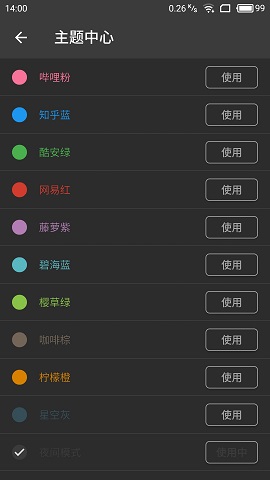 14:00
0.26 K/s
99
主题中心
哔哩粉
使用
知乎蓝
使用
酷安绿
使用
网易红
使用
藤萝紫
使用
碧海蓝
使用
樱草绿
使用
咖啡棕
使用
柠檬橙
使用
星空灰
使用
夜间模式
使用中